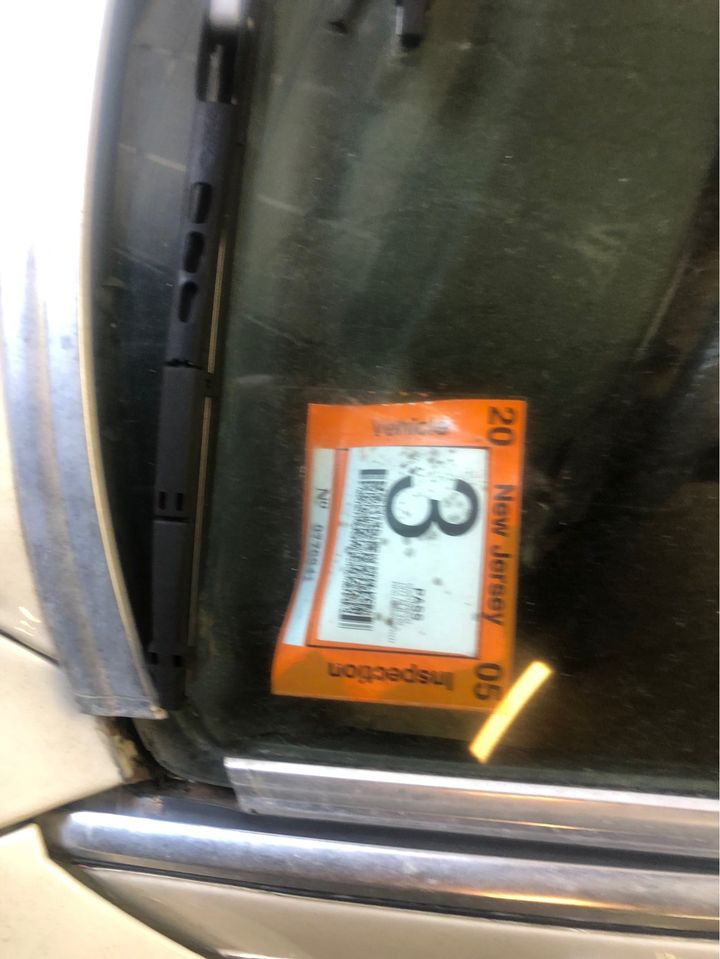 20 New Jersey 05
Vehicle
3
PASS
Inspection